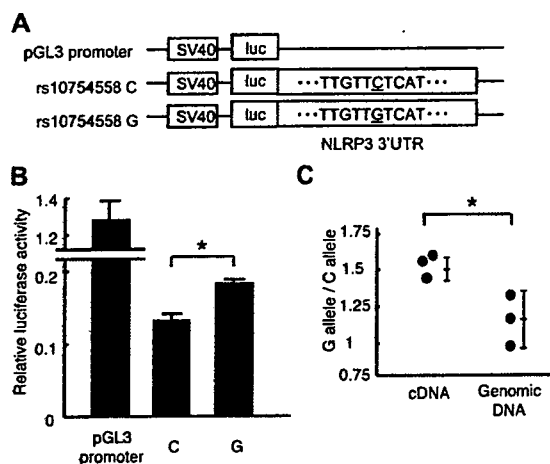 A
pGL3 promoter SV40 luc
rs10754558 C SV40 luc ···TTGTTCTCAT···
rs10754558 G SV40 luc ···TTGTTGTCAT···
NLRP3 3'UTR
B
Relative luciferase activity
1.4
1.2
0.2
0.1
0
*
pGL3
promoter
C
G
C
G allele / C allele
1.75
1.5
1.25
1
0.75
*
cDNA
Genomic
DNA